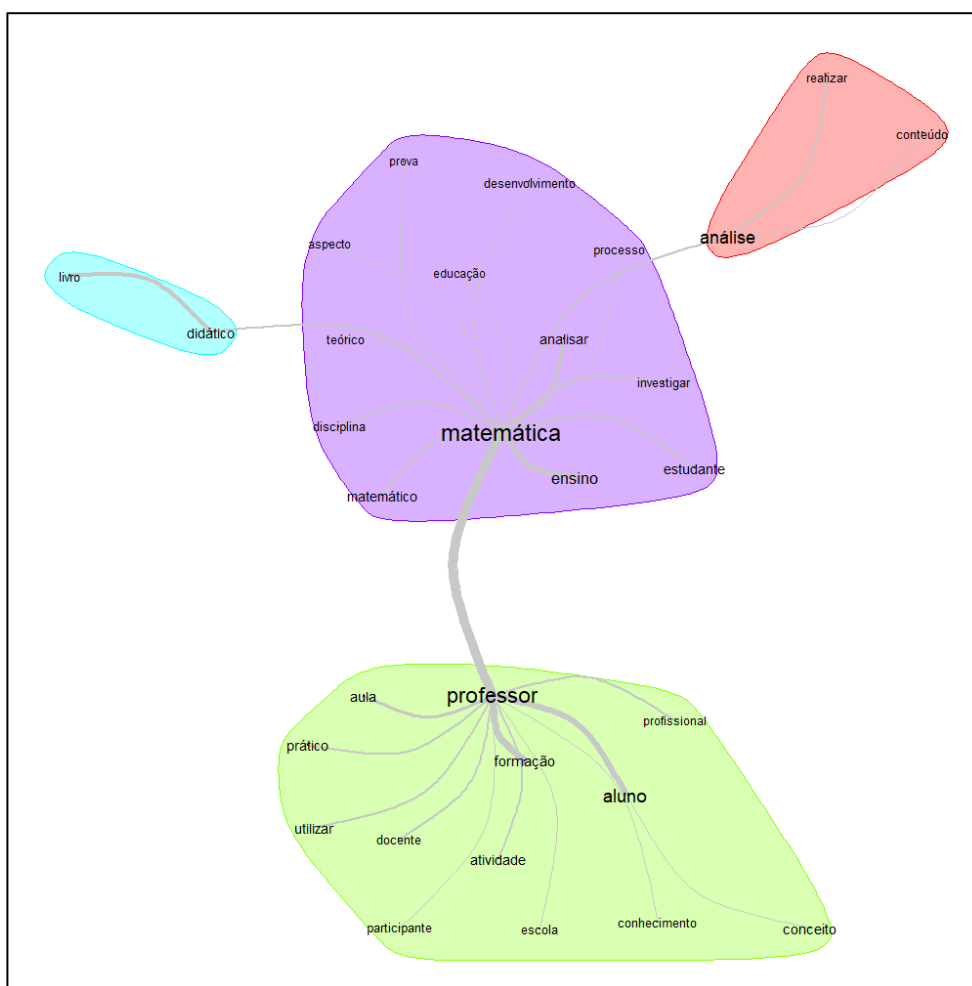 realizar
conteúdo
análise
prova
desenvolvimento
aspecto
processo
educação
livro
didático
teórico
analisar
investigar
disciplina
matemática
estudante
ensino
matemático
professor
aula
profissional
prático
formação
aluno
utilizar
docente
atividade
participante
escola
conhecimento
conceito